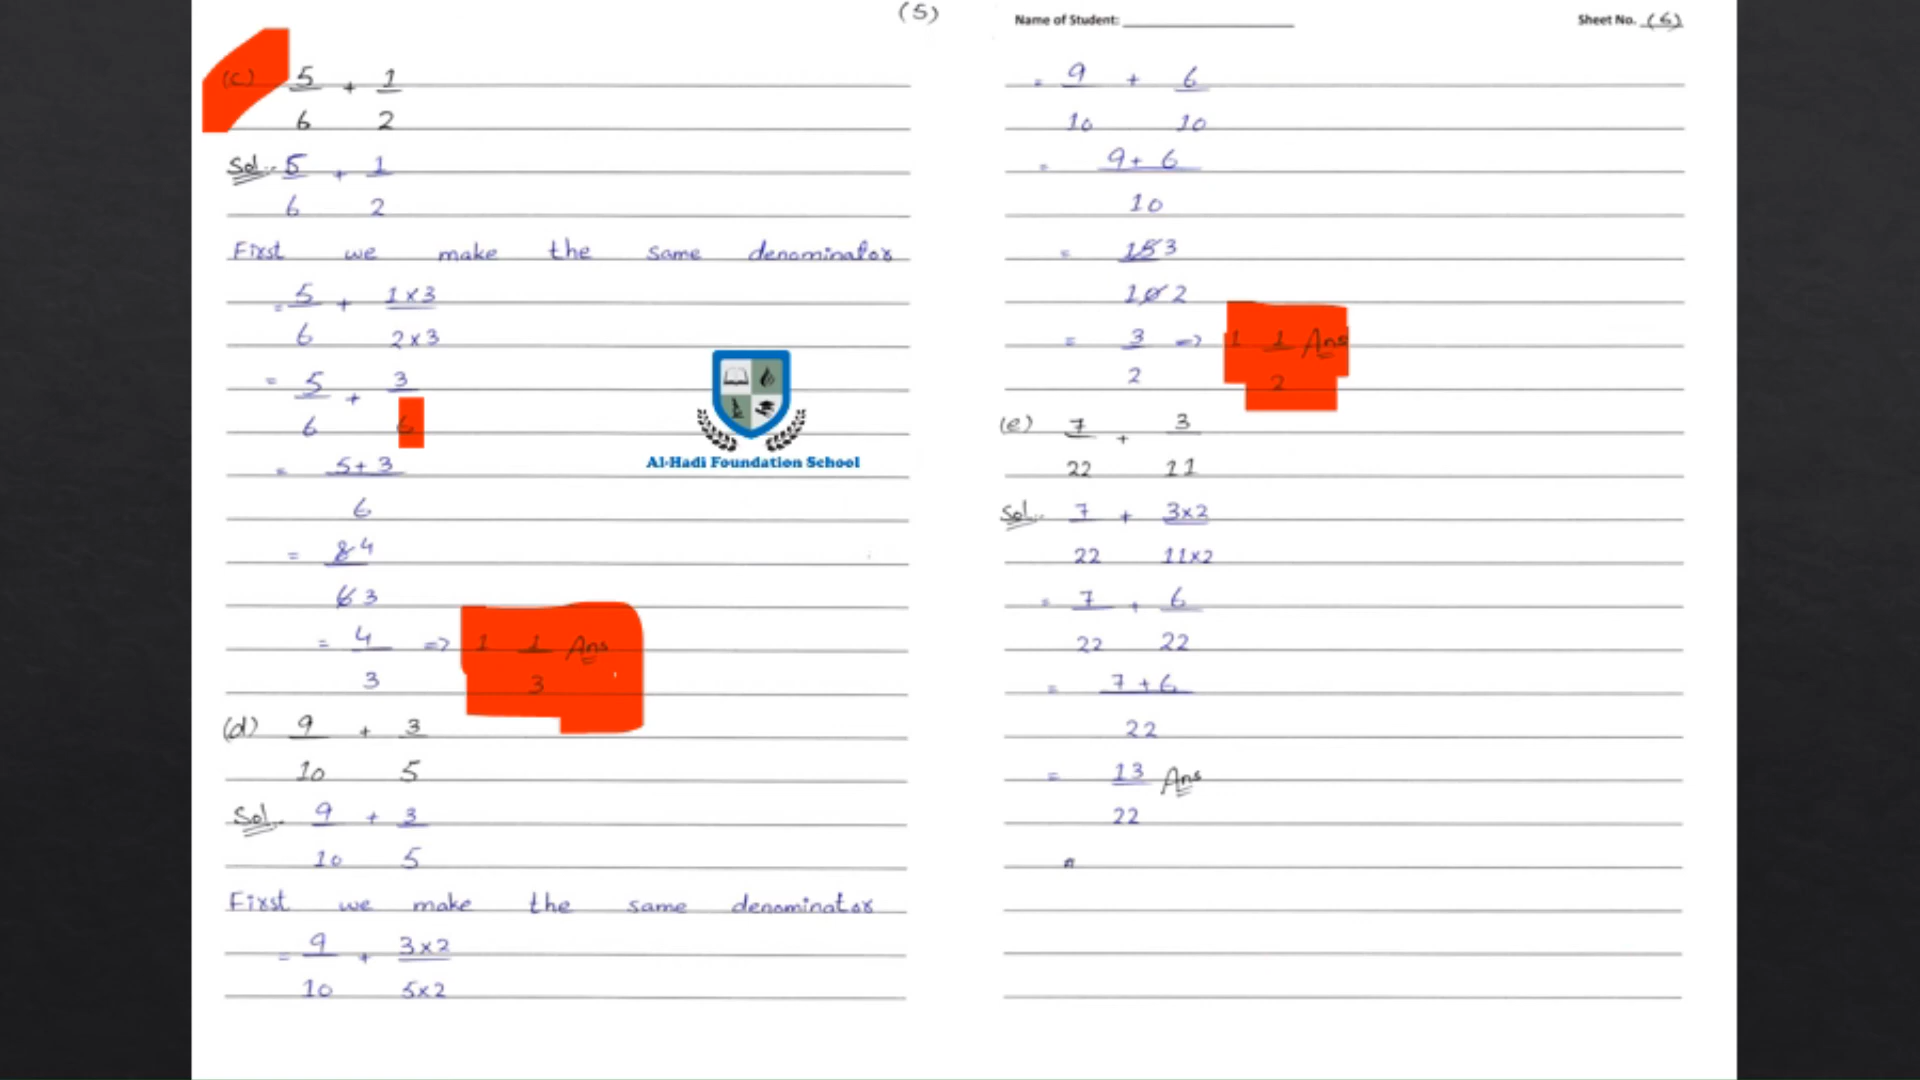 (5)
(c) 5/6 + 1/2
Sol.. 5/6 + 1/2
First we make the same denominator
= 5/6 + 1×3/2×3
= 5/6 + 3/6
= 5+3/6
= 8 4/6 3
= 4/3 => 1 1/3 Ans
(d) 9/10 + 3/5
Sol.. 9/10 + 3/5
First we make the same denominator
= 9/10 + 3×2/5×2
Al-Hadi Foundation School
Name of Student: Sheet No. (6)
= 9/10 + 6/10
= 9+6/10
= 15 3/10 2
= 3/2 => 1 1/2 Ans
(e) 7/22 + 3/11
Sol.. 7/22 + 3×2/11×2
= 7/22 + 6/22
= 7+6/22
= 13/22 Ans